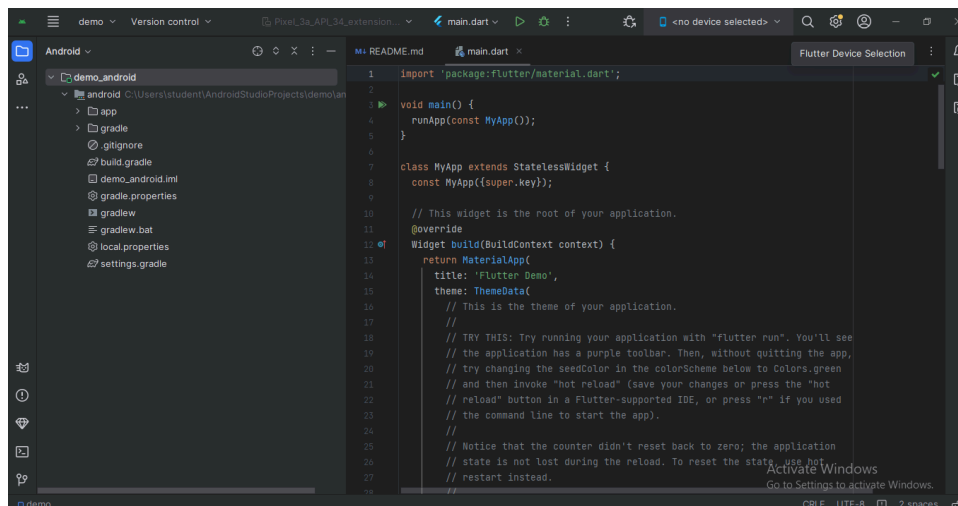 demo Version control Pixel_3a_API_34_extension... main.dart <no device selected>
Android
README.md main.dart
Flutter Device Selection
demo_android
android C:\Users\student\AndroidStudioProjects\demo\an
app
gradle
.gitignore
build.gradle
demo_android.iml
gradle.properties
gradlew
gradlew.bat
local.properties
settings.gradle
1 import 'package:flutter/material.dart';
2
3 void main() {
4 runApp(const MyApp());
5 }
6
7 class MyApp extends StatelessWidget {
8 const MyApp({super.key});
9
10 // This widget is the root of your application.
11 @override
12 Widget build(BuildContext context) {
13 return MaterialApp(
14 title: 'Flutter Demo',
15 theme: ThemeData(
16 // This is the theme of your application.
17 //
18 // TRY THIS: Try running your application with "flutter run". You'll see
19 // the application has a purple toolbar. Then, without quitting the app,
20 // try changing the seedColor in the colorScheme below to Colors.green
21 // and then invoke "hot reload" (save your changes or press the "hot
22 // reload" button in a Flutter-supported IDE, or press "r" if you used
23 // the command line to start the app).
24 //
25 // Notice that the counter didn't reset back to zero; the application
26 // state is not lost during the reload. To reset the state, use hot
27 // restart instead.
28 //
Activate Windows
Go to Settings to activate Windows.
demo CRLF UTF-8 2 spaces